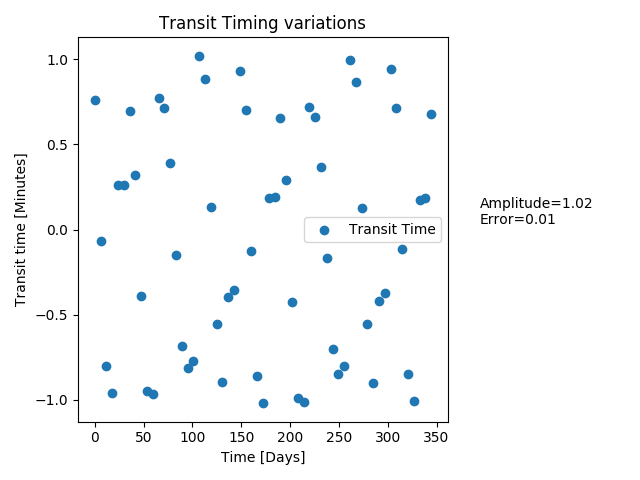 Transit Timing variations
Transit time [Minutes]
1.0
0.5
0.0
−0.5
−1.0
Transit Time
Amplitude=1.02
Error=0.01
0 50 100 150 200 250 300 350
Time [Days]